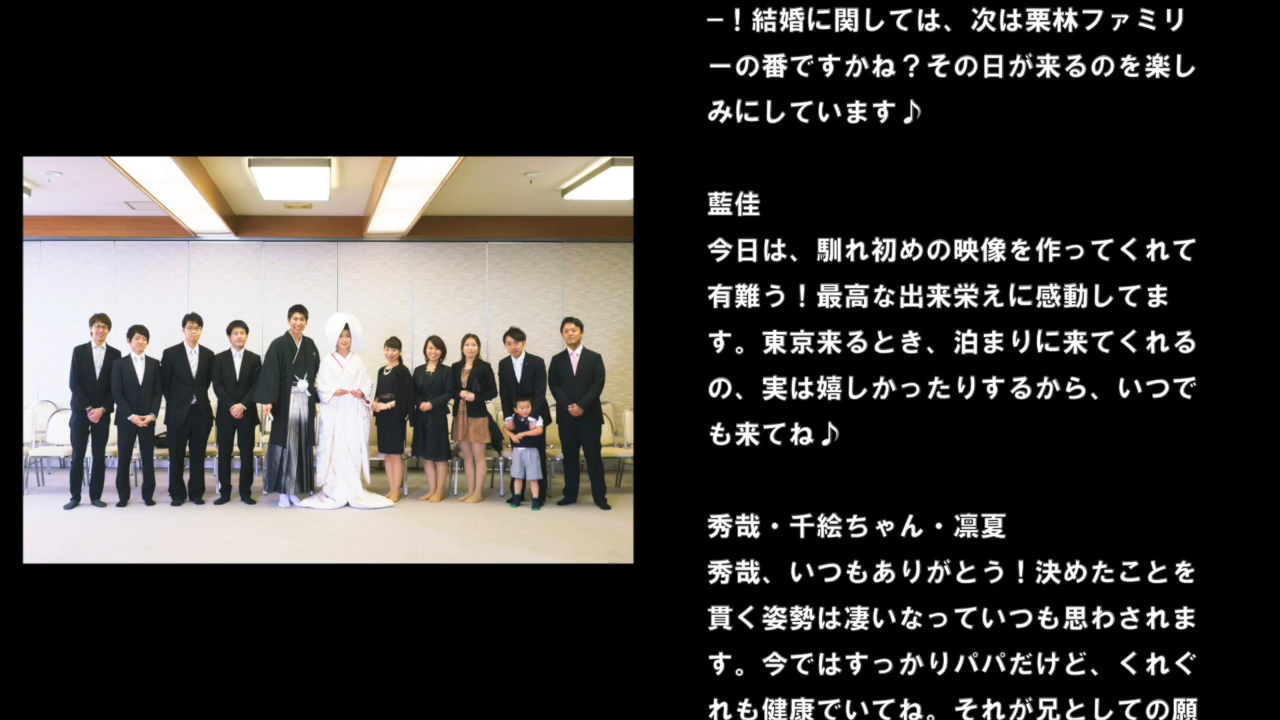 ー！結婚に関しては、次は栗林ファミリ
ーの番ですかね？その日が来るのを楽し
みにしています♪
藍佳
今日は、馴れ初めの映像を作ってくれて
有難う！最高な出来栄えに感動してま
す。東京来るとき、泊まりに来てくれる
の、実は嬉しかったりするから、いつで
も来てね♪
秀哉・千絵ちゃん・凛夏
秀哉、いつもありがとう！決めたことを
貫く姿勢は凄いなっていつも思わされま
す。今ではすっかりパパだけど、くれぐ
れも健康でいてね。それが兄としての願